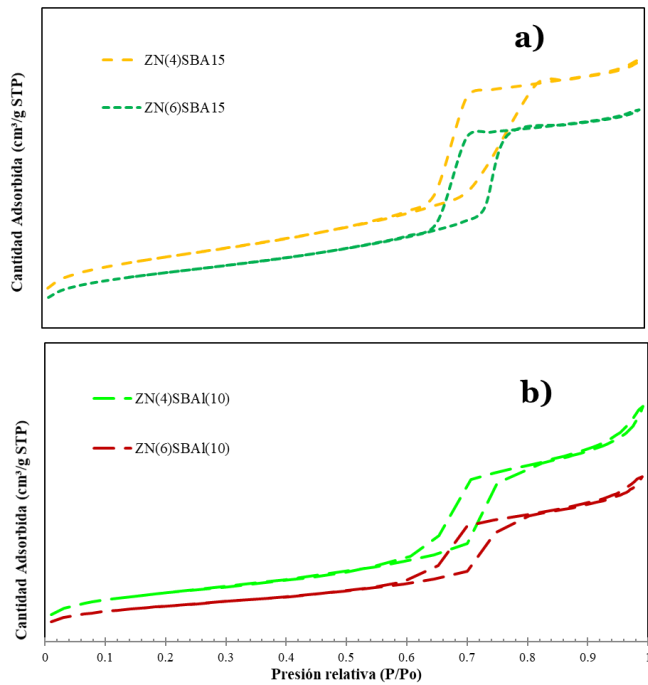 a)
ZN(4)SBA15
ZN(6)SBA15
Cantidad Adsorbida (cm³/g STP)
b)
ZN(4)SBAl(10)
ZN(6)SBAl(10)
Cantidad Adsorbida (cm³/g STP)
0 0.1 0.2 0.3 0.4 0.5 0.6 0.7 0.8 0.9 1
Presión relativa (P/Po)